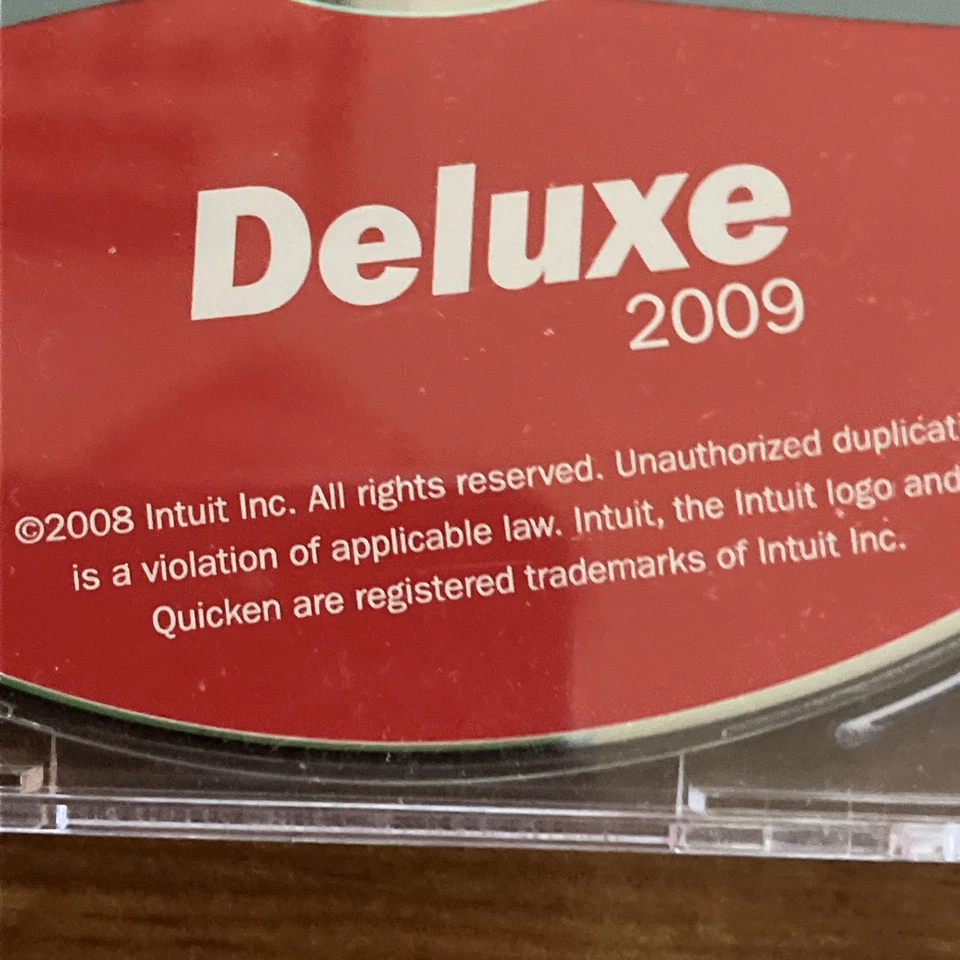 Deluxe
2009
©2008 Intuit Inc. All rights reserved. Unauthorized duplicati
is a violation of applicable law. Intuit, the Intuit logo and
Quicken are registered trademarks of Intuit Inc.